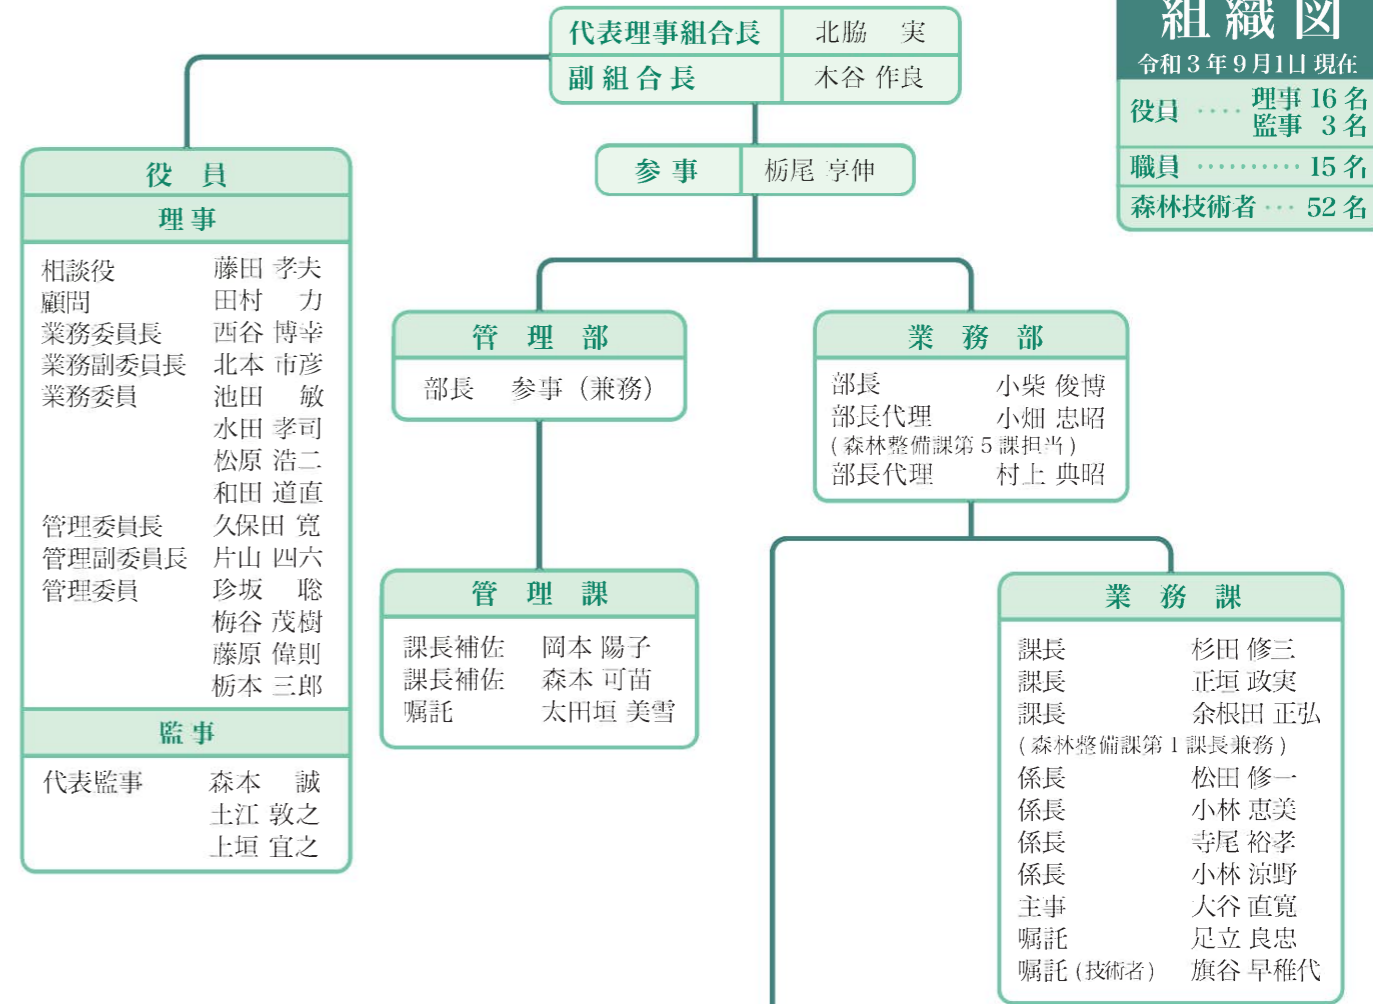 組織図
令和3年9月1日 現在
役員 ···· 理事 16 名
監事 3 名
職員 ·········· 15 名
森林技術者 ··· 52 名
代表理事組合長 北脇 実
副組合長 木谷 作良
参事 栃尾 享伸
役員
理事
相談役 藤田 孝夫
顧問 田村 力
業務委員長 西谷 博幸
業務副委員長 北本 市彦
業務委員 池田 敏
水田 孝司
松原 浩二
和田 道直
管理委員長 久保田 寛
管理副委員長 片山 四六
管理委員 珍坂 聡
梅谷 茂樹
藤原 偉則
栃本 三郎
監事
代表監事 森本 誠
土江 敦之
上垣 宜之
管理部
部長 参事（兼務）
管理課
課長補佐 岡本 陽子
課長補佐 森本 可苗
嘱託 太田垣 美雪
業務部
部長 小柴 俊博
部長代理 小畑 忠昭
(森林整備課第5課担当)
部長代理 村上 典昭
業務課
課長 杉田 修三
課長 正垣 政実
課長 余根田 正弘
(森林整備課第1課長兼務)
係長 松田 修一
係長 小林 恵美
係長 寺尾 裕孝
係長 小林 涼野
主事 大谷 直寛
嘱託 足立 良忠
嘱託(技術者) 旗谷 早稚代